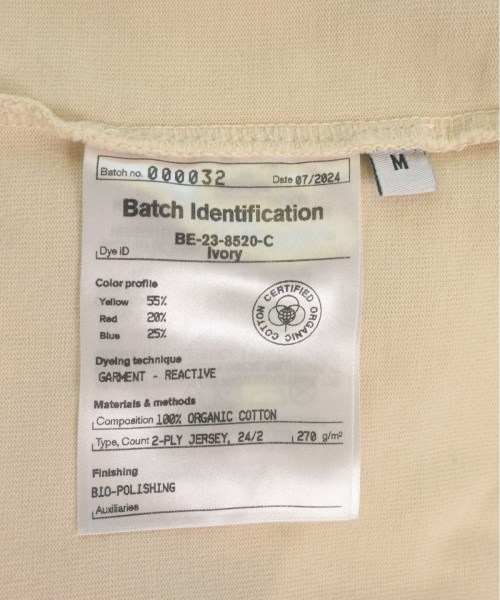 Batch no. 000032 Date 07/2024
M
Batch Identification
BE-23-8520-C
Dye ID Ivory
Color profile
Yellow 55%
Red 20%
Blue 25%
CERTIFIED ORGANIC COTTON
Dyeing technique
GARMENT - REACTIVE
Materials & methods
Composition 100% ORGANIC COTTON
Type, Count 2-PLY JERSEY, 24/2 270 g/m²
Finishing
BIO-POLISHING
Auxiliaries